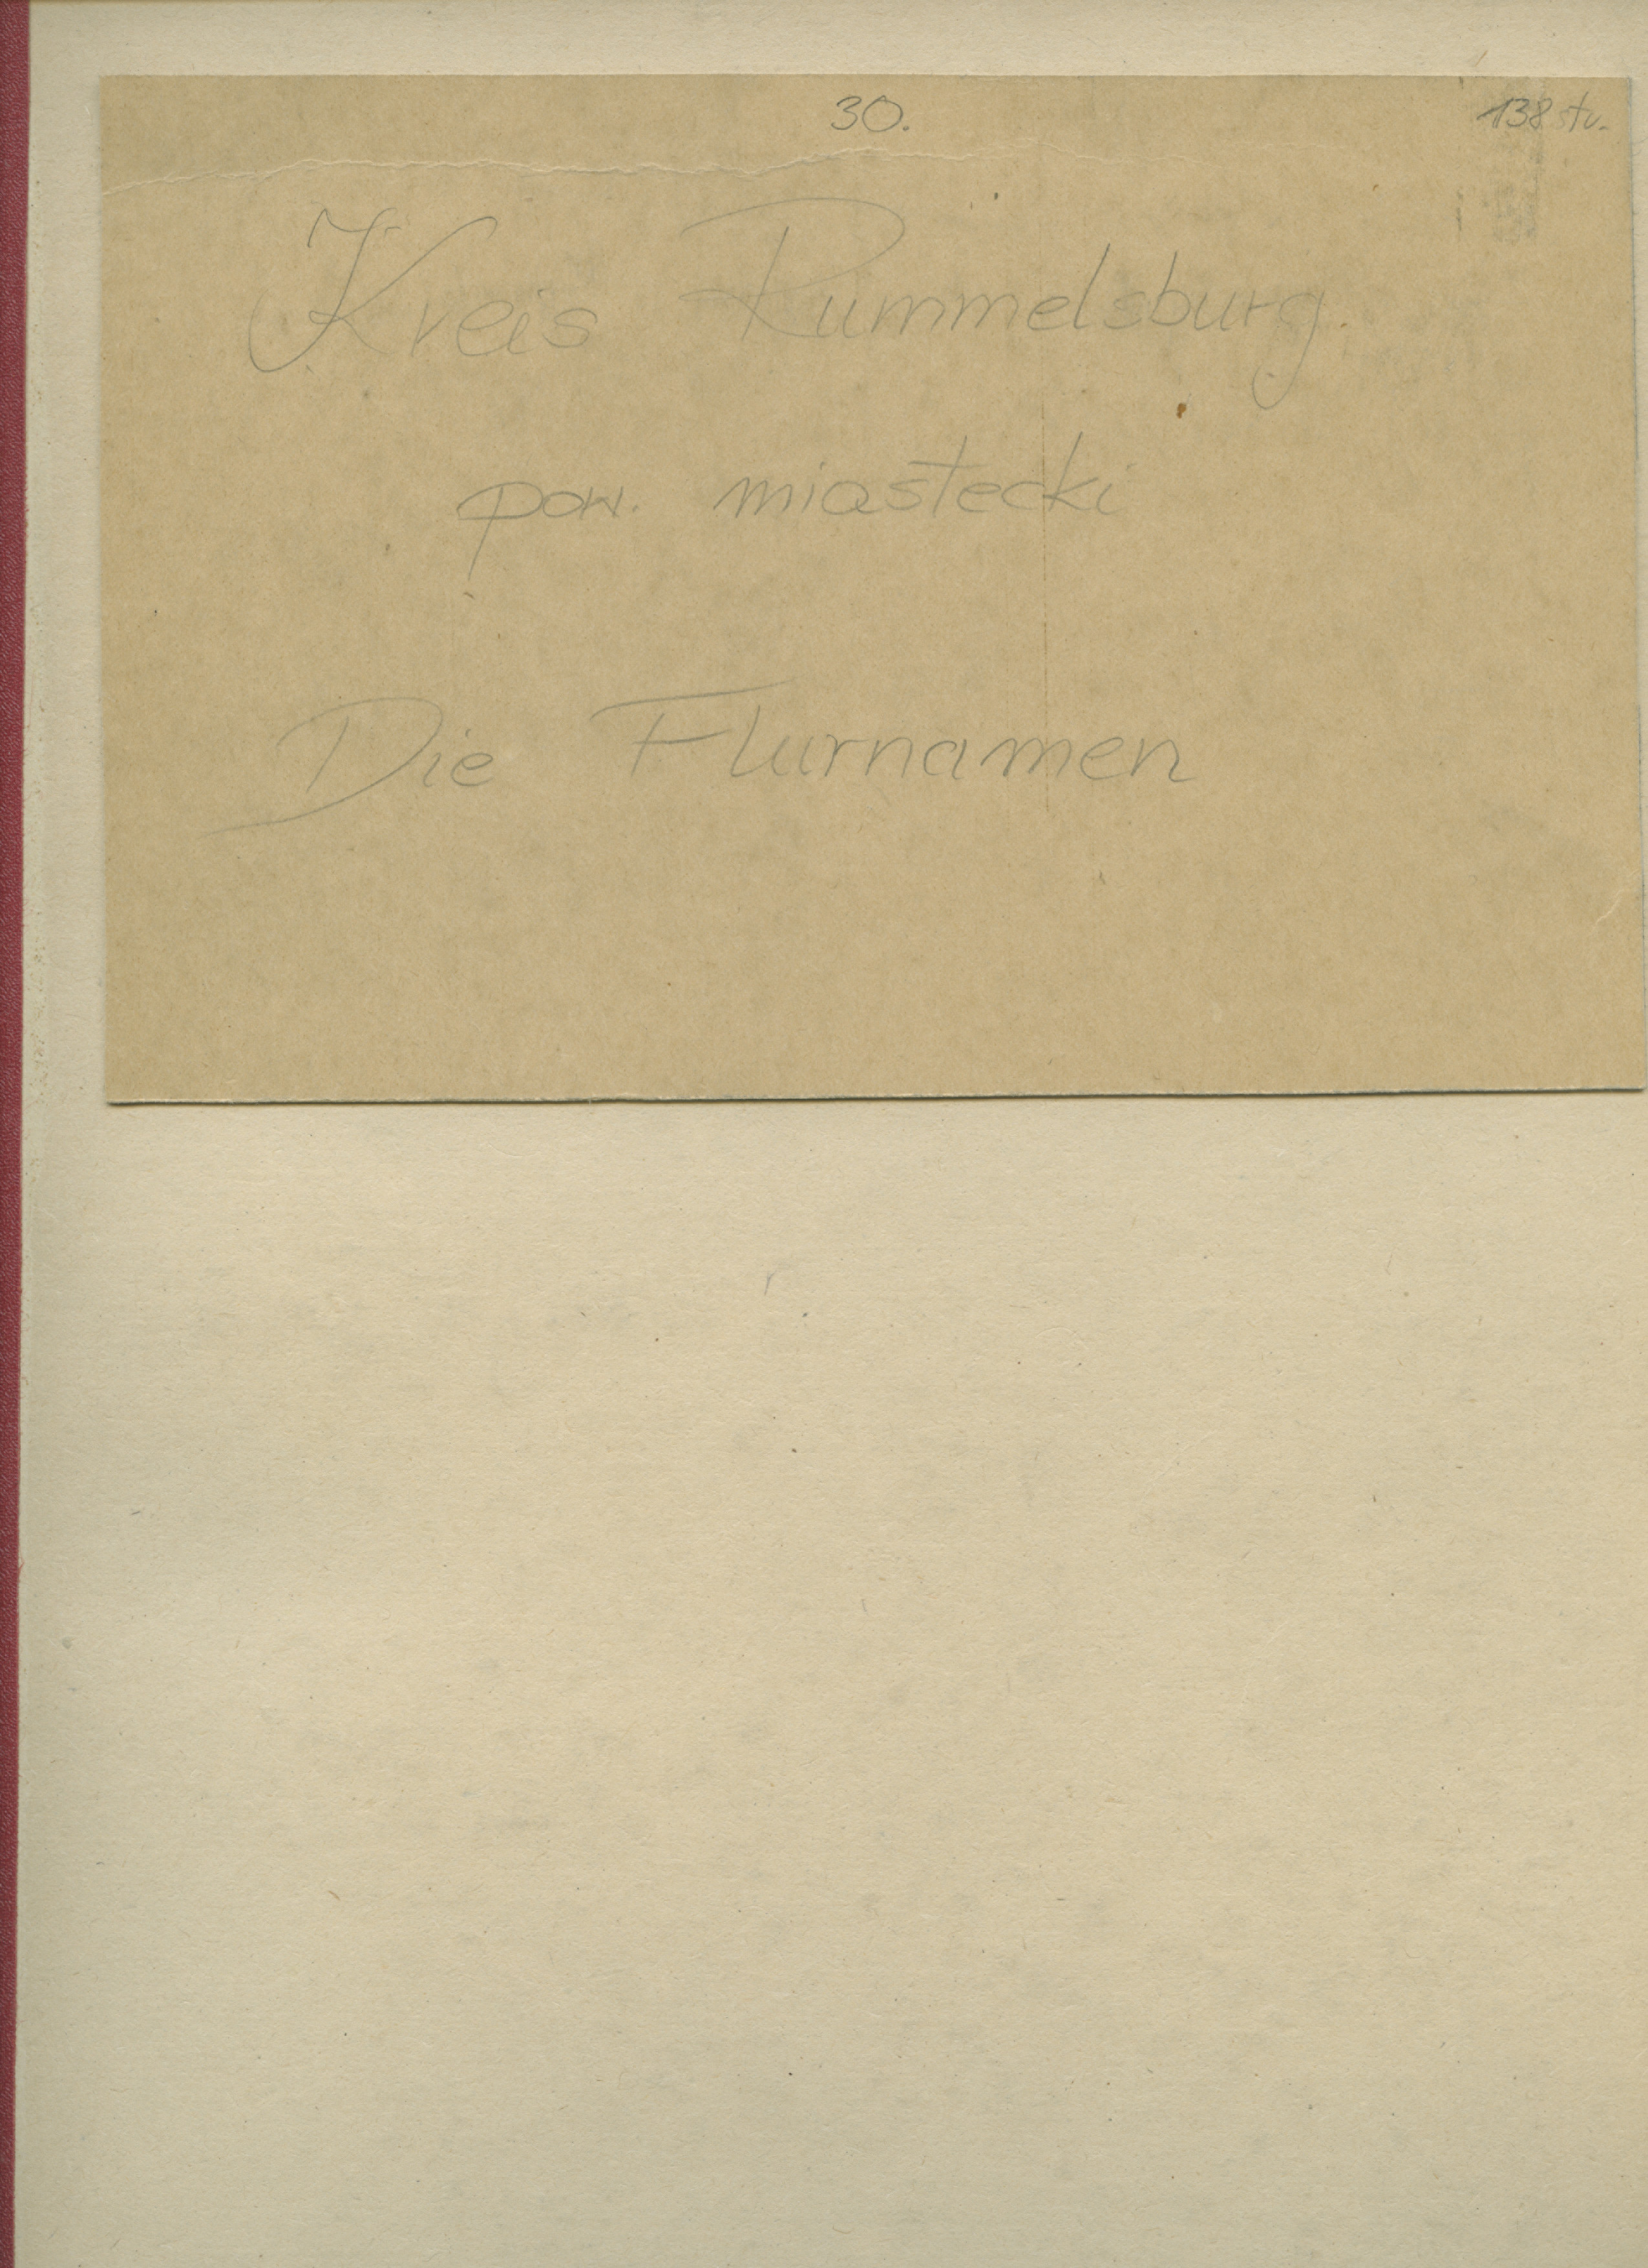 30.
138 str.
Kreis Rummelsburg.
pow. miastecki
Die Flurnamen